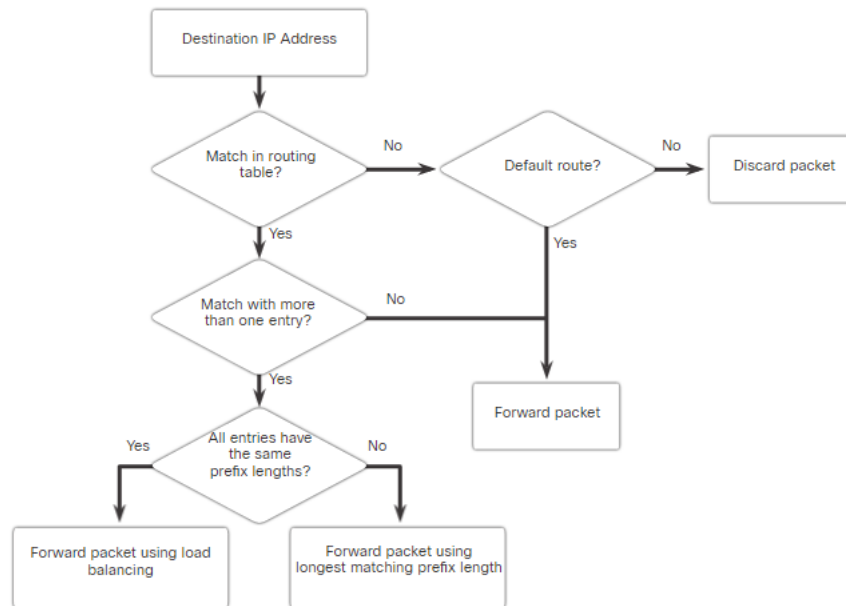 Destination IP Address
Match in routing
table?
No
Default route?
No
Discard packet
Yes
Yes
Match with more
than one entry?
No
Yes
Forward packet
All entries have
the same
prefix lengths?
Yes
No
Forward packet using load
balancing
Forward packet using
longest matching prefix length